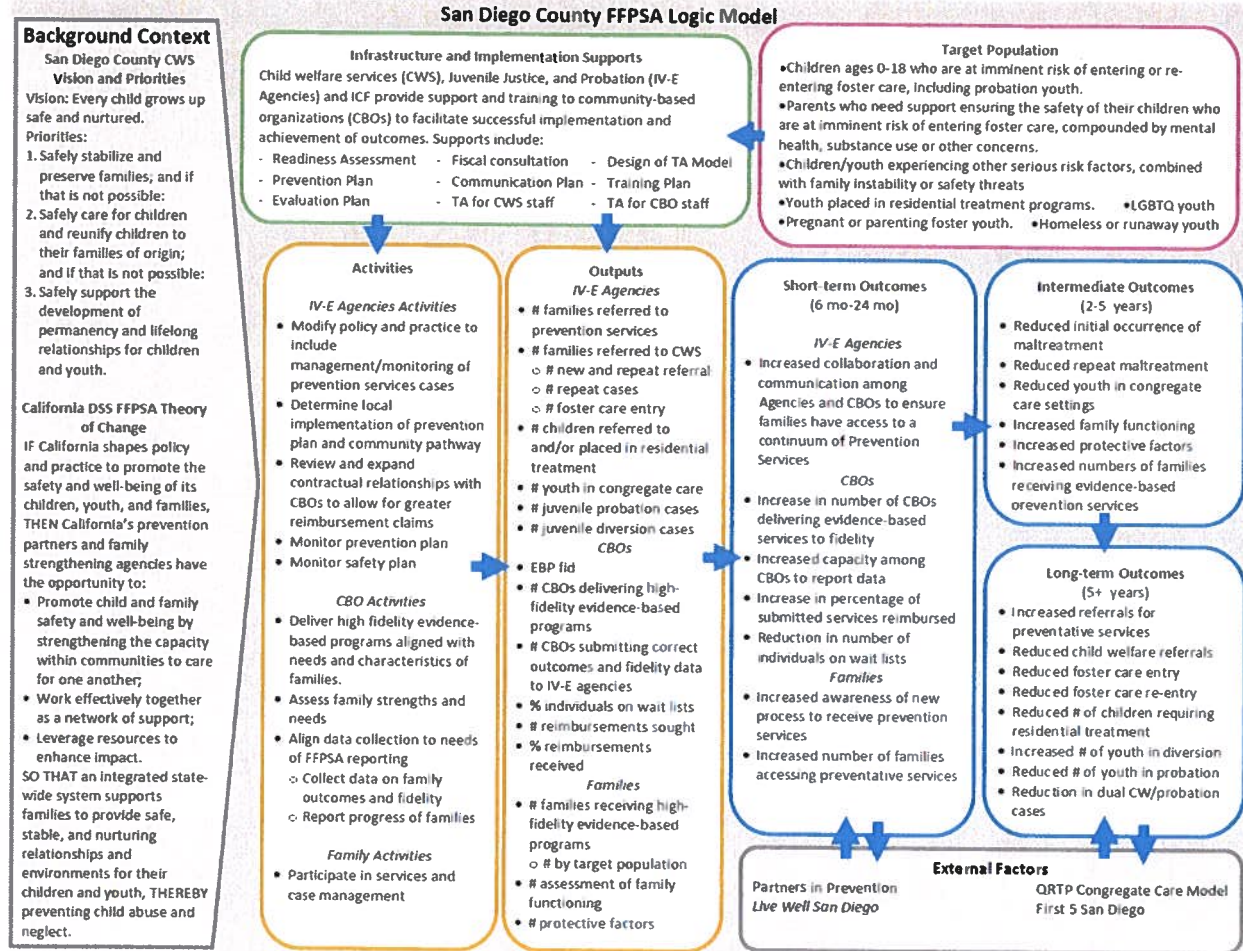 San Diego County FFPSA Logic Model
Background Context
San Diego County CWS
Vision and Priorities
Vision: Every child grows up
safe and nurtured.
Priorities:
1. Safely stabilize and
preserve families; and if
that is not possible:
2. Safely care for children
and reunify children to
their families of origin;
and if that is not possible:
3. Safely support the
development of
permanency and lifelong
relationships for children
and youth.
California DSS FFPSA Theory
of Change
IF California shapes policy
and practice to promote the
safety and well-being of its
children, youth, and families,
THEN California's prevention
partners and family
strengthening agencies have
the opportunity to:
• Promote child and family
safety and well-being by
strengthening the capacity
within communities to care
for one another;
• Work effectively together
as a network of support;
• Leverage resources to
enhance impact.
SO THAT an integrated state-
wide system supports
families to provide safe,
stable, and nurturing
relationships and
environments for their
children and youth, THEREBY
preventing child abuse and
neglect.
Infrastructure and Implementation Supports
Child welfare services (CWS), Juvenile Justice, and Probation (IV-E
Agencies) and ICF provide support and training to community-based
organizations (CBOs) to facilitate successful implementation and
achievement of outcomes. Supports include:
- Readiness Assessment - Fiscal consultation - Design of TA Model
- Prevention Plan - Communication Plan - Training Plan
- Evaluation Plan - TA for CWS staff - TA for CBO staff
Target Population
•Children ages 0-18 who are at imminent risk of entering or re-
entering foster care, including probation youth.
•Parents who need support ensuring the safety of their children who
are at imminent risk of entering foster care, compounded by mental
health, substance use or other concerns.
•Children/youth experiencing other serious risk factors, combined
with family instability or safety threats
•Youth placed in residential treatment programs. •LGBTQ youth
•Pregnant or parenting foster youth. •Homeless or runaway youth
Activities
IV-E Agencies Activities
• Modify policy and practice to
include
management/monitoring of
prevention services cases
• Determine local
implementation of prevention
plan and community pathway
• Review and expand
contractual relationships with
CBOs to allow for greater
reimbursement claims
• Monitor prevention plan
• Monitor safety plan
CBO Activities
• Deliver high fidelity evidence-
based programs aligned with
needs and characteristics of
families.
• Assess family strengths and
needs
• Align data collection to needs
of FFPSA reporting
○ Collect data on family
outcomes and fidelity
○ Report progress of families
Family Activities
• Participate in services and
case management
Outputs
IV-E Agencies
• # families referred to
prevention services
• # families referred to CWS
○ # new and repeat referral
○ # repeat cases
○ # foster care entry
• # children referred to
and/or placed in residential
treatment
• # youth in congregate care
• # juvenile probation cases
• # juvenile diversion cases
CBOs
• EBP fid
• # CBOs delivering high-
fidelity evidence-based
programs
• # CBOs submitting correct
outcomes and fidelity data
to IV-E agencies
• % individuals on wait lists
• # reimbursements sought
• % reimbursements
received
Families
• # families receiving high-
fidelity evidence-based
programs
○ # by target population
• # assessment of family
functioning
• # protective factors
Short-term Outcomes
(6 mo-24 mo)
IV-E Agencies
• Increased collaboration and
communication among
Agencies and CBOs to ensure
families have access to a
continuum of Prevention
Services
CBOs
• Increase in number of CBOs
delivering evidence-based
services to fidelity
• Increased capacity among
CBOs to report data
• Increase in percentage of
submitted services reimbursed
• Reduction in number of
individuals on wait lists
Families
• Increased awareness of new
process to receive prevention
services
• Increased number of families
accessing preventative services
Intermediate Outcomes
(2-5 years)
• Reduced initial occurrence of
maltreatment
• Reduced repeat maltreatment
• Reduced youth in congregate
care settings
• Increased family functioning
• Increased protective factors
• Increased numbers of families
receiving evidence-based
prevention services
Long-term Outcomes
(5+ years)
• Increased referrals for
preventative services
• Reduced child welfare referrals
• Reduced foster care entry
• Reduced foster care re-entry
• Reduced # of children requiring
residential treatment
• Increased # of youth in diversion
• Reduced # of youth in probation
• Reduction in dual CW/probation
cases
External Factors
Partners in Prevention
Live Well San Diego
QRTP Congregate Care Model
First 5 San Diego